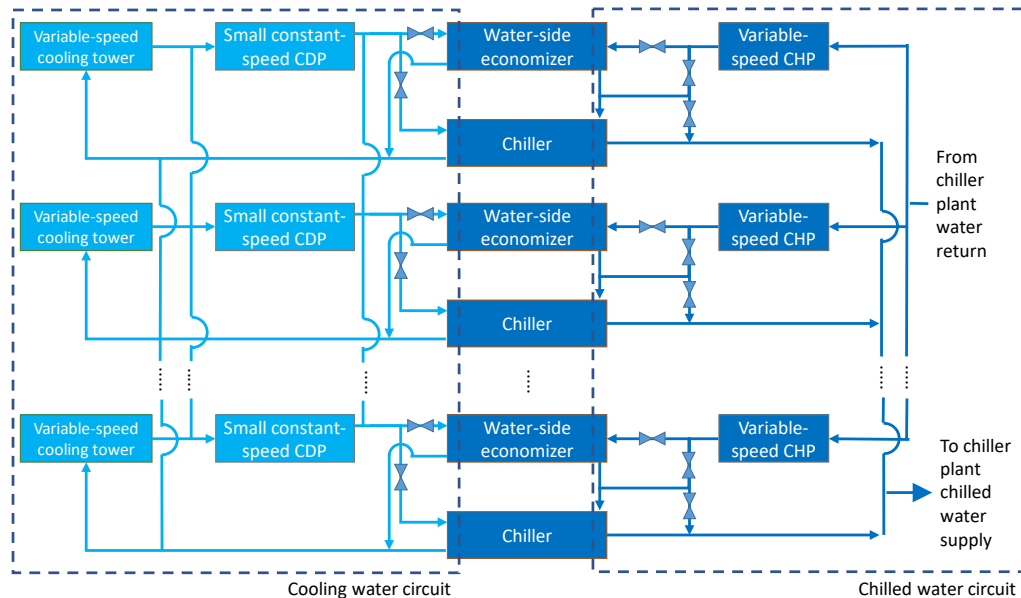 Variable-speed
cooling tower
Small constant-
speed CDP
Water-side
economizer
Variable-
speed CHP
Chiller
From
chiller
plant
water
return
Variable-speed
cooling tower
Small constant-
speed CDP
Water-side
economizer
Variable-
speed CHP
Chiller
Variable-speed
cooling tower
Small constant-
speed CDP
Water-side
economizer
Variable-
speed CHP
Chiller
To chiller
plant
chilled
water
supply
Cooling water circuit
Chilled water circuit